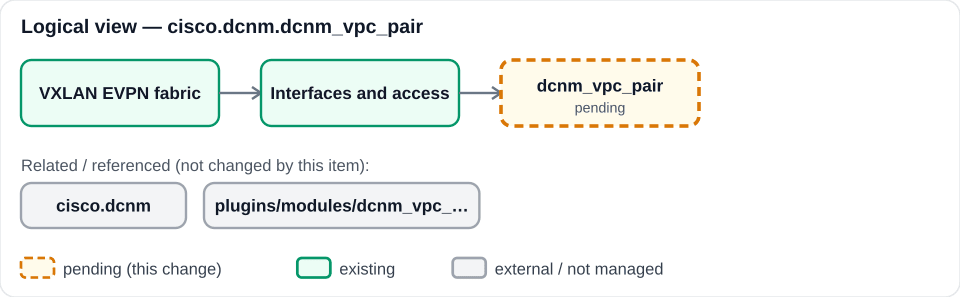 Logical view — cisco.dcnm.dcnm_vpc_pair
VXLAN EVPN fabric
Interfaces and access
dcnm_vpc_pair
pending
Related / referenced (not changed by this item):
cisco.dcnm
plugins/modules/dcnm_vpc_...
pending (this change)
existing
external / not managed